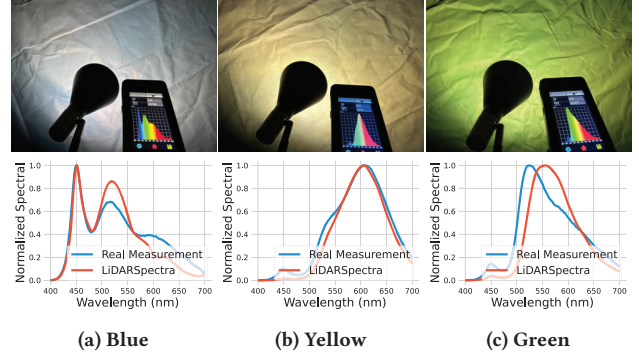 Normalized Spectral
1.0
0.8
0.6
0.4
0.2
0.0
Real Measurement
LiDARSpectra
400 450 500 550 600 650 700
Wavelength (nm)
(a) Blue
Normalized Spectral
1.0
0.8
0.6
0.4
0.2
0.0
Real Measurement
LiDARSpectra
400 450 500 550 600 650 700
Wavelength (nm)
(b) Yellow
Normalized Spectral
1.0
0.8
0.6
0.4
0.2
0.0
Real Measurement
LiDARSpectra
400 450 500 550 600 650 700
Wavelength (nm)
(c) Green